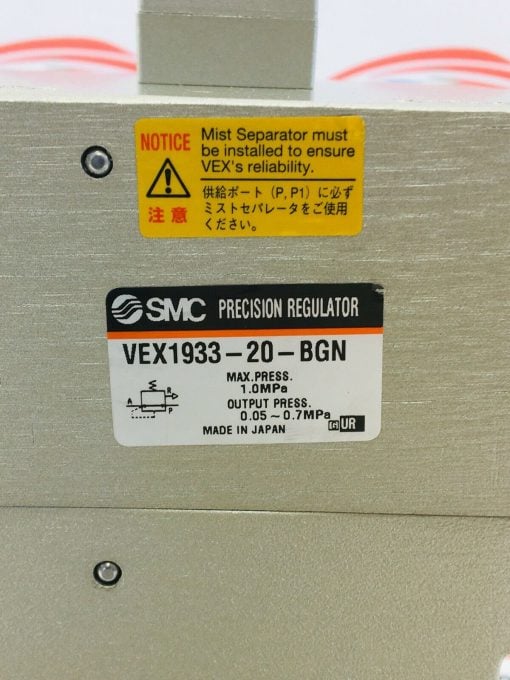 NOTICE
Mist Separator must
be installed to ensure
VEX's reliability.
注意
供給ポート (P, P1) に必ず
ミストセパレータをご使用
ください。
SMC PRECISION REGULATOR
VEX1933-20-BGN
MAX.PRESS.
1.0MPa
OUTPUT PRESS.
0.05~0.7MPa
MADE IN JAPAN
UR
A
R
P